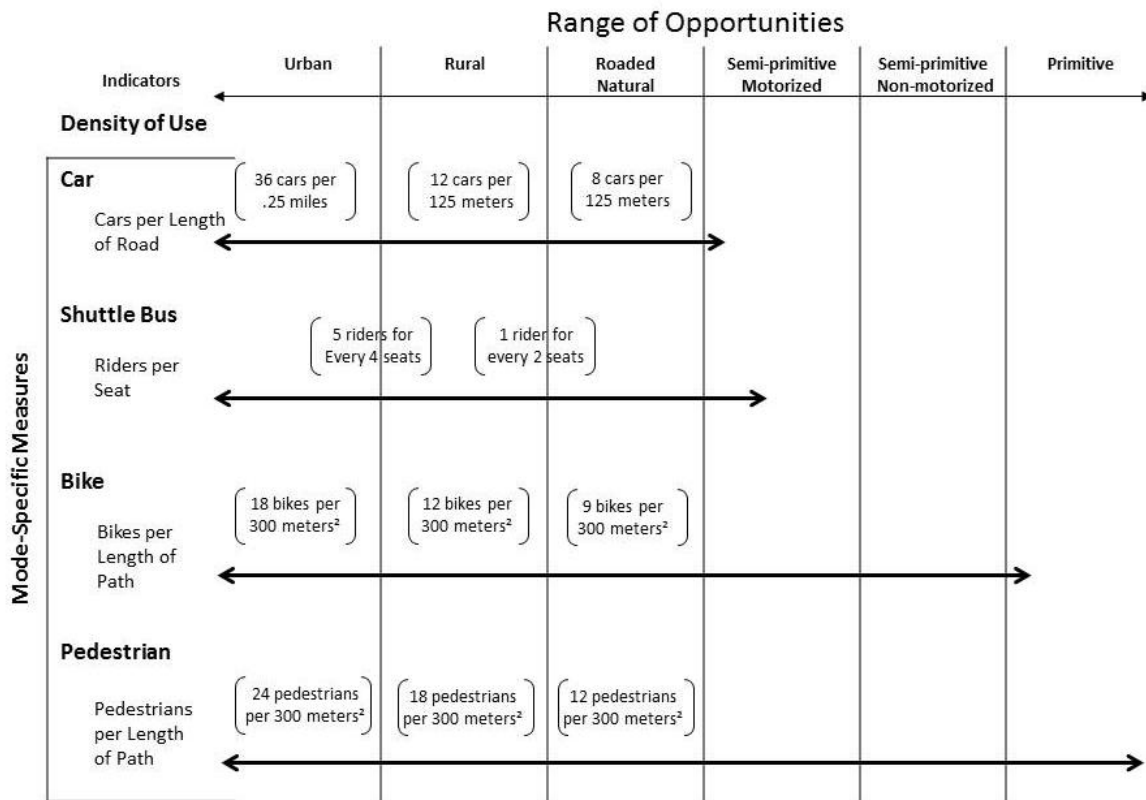 Range of Opportunities
Indicators
Urban
Rural
Roaded
Natural
Semi-primitive
Motorized
Semi-primitive
Non-motorized
Primitive
Density of Use
Mode-Specific Measures
Car
Cars per Length
of Road
36 cars per
.25 miles
12 cars per
125 meters
8 cars per
125 meters
Shuttle Bus
Riders per
Seat
5 riders for
Every 4 seats
1 rider for
every 2 seats
Bike
Bikes per
Length of
Path
18 bikes per
300 meters²
12 bikes per
300 meters²
9 bikes per
300 meters²
Pedestrian
Pedestrians
per Length
of Path
24 pedestrians
per 300 meters²
18 pedestrians
per 300 meters²
12 pedestrians
per 300 meters²